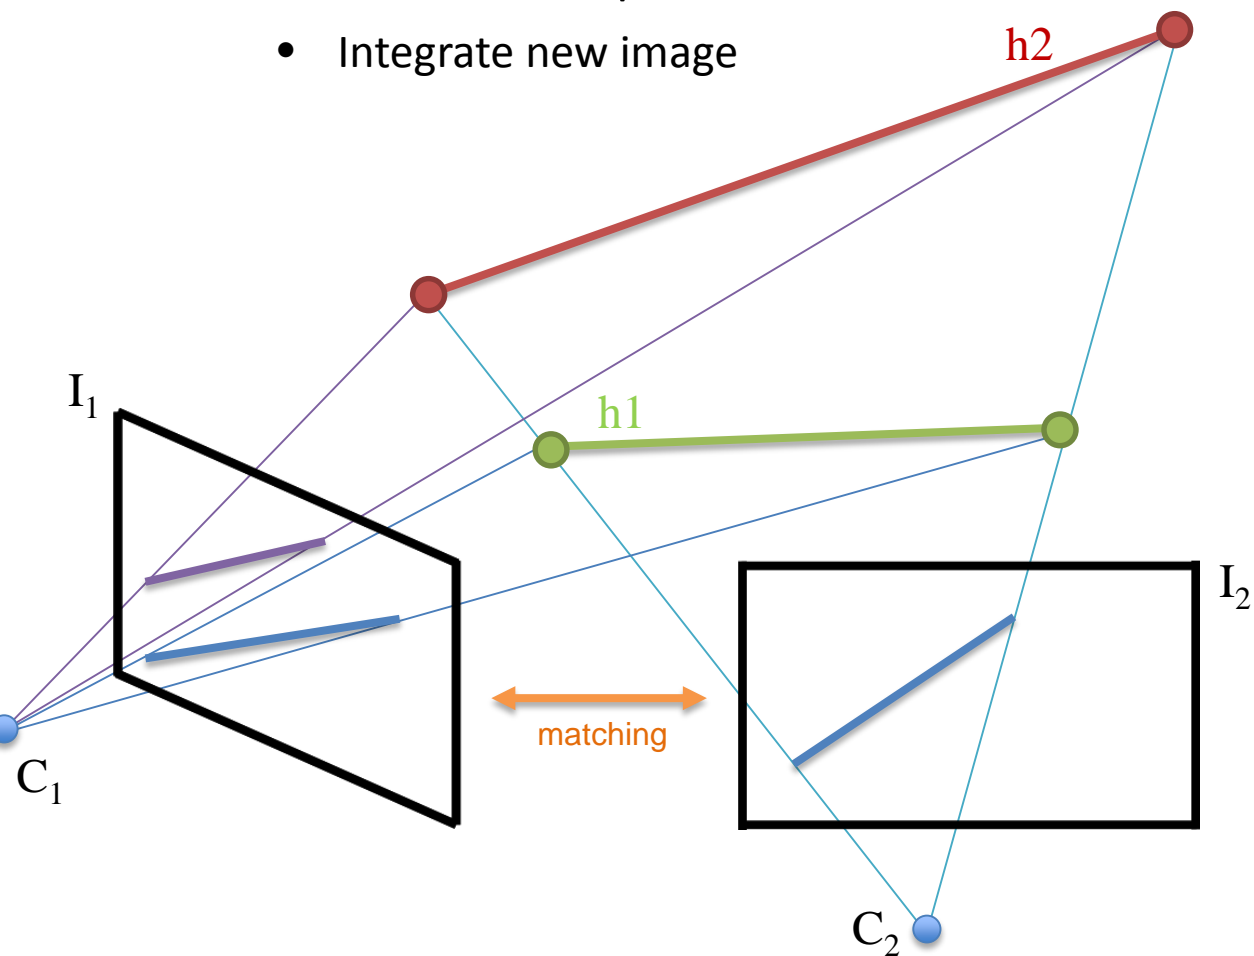 • Integrate new image
h2
I₁
h1
I₂
matching
C₁
C₂